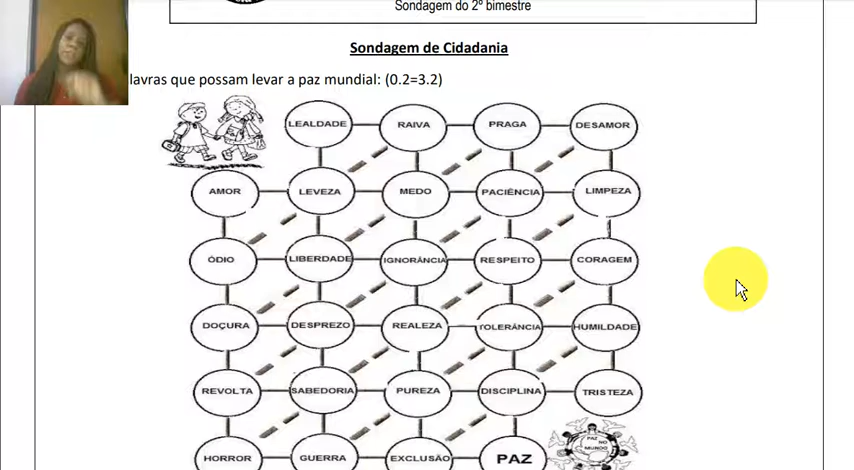 Sondagem do 2º bimestre
Sondagem de Cidadania
lavras que possam levar a paz mundial: (0.2=3.2)
LEALDADE RAIVA PRAGA DESAMOR
AMOR LEVEZA MEDO PACIÊNCIA LIMPEZA
ÓDIO LIBERDADE IGNORÂNCIA RESPEITO CORAGEM
DOÇURA DESPREZO REALEZA TOLERÂNCIA HUMILDADE
REVOLTA SABEDORIA PUREZA DISCIPLINA TRISTEZA
HORROR GUERRA EXCLUSÃO PAZ
PAZ
NO
MUNDO